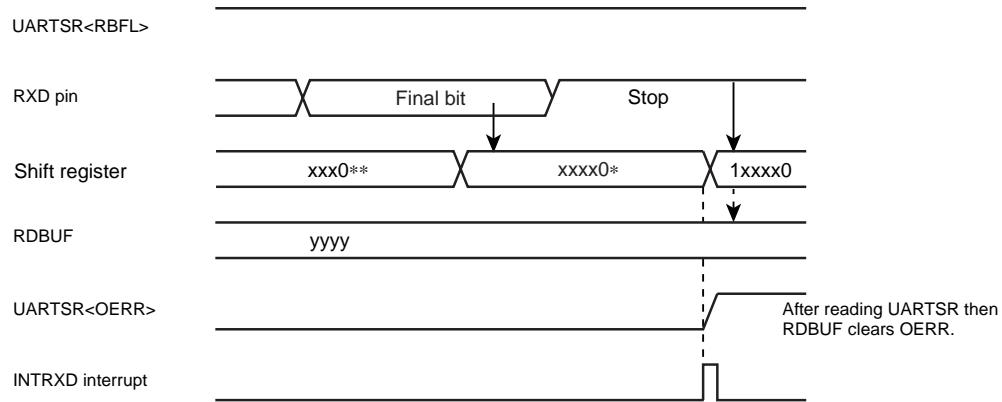 UARTSR<RBFL>
RXD pin
Final bit
Stop
Shift register
xxx0**
xxxx0*
1xxxx0
RDBUF
yyyy
UARTSR<OERR>
After reading UARTSR then
RDBUF clears OERR.
INTRXD interrupt